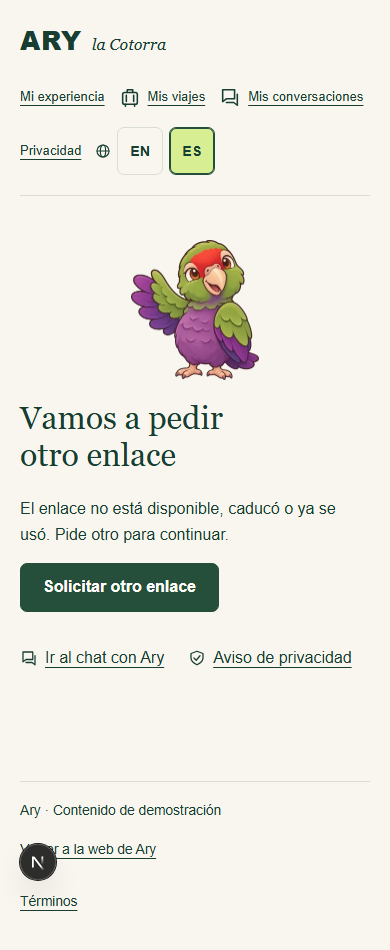 ARY la Cotorra
Mi experiencia Mis viajes Mis conversaciones
Privacidad EN ES
Vamos a pedir
otro enlace
El enlace no está disponible, caducó o ya se
usó. Pide otro para continuar.
Solicitar otro enlace
Ir al chat con Ary Aviso de privacidad
Ary · Contenido de demostración
a la web de Ary
N
Términos